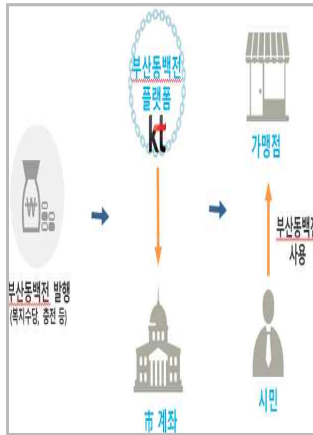 부산동백전
플랫폼
kt
가맹점
부산동백전 발행
(복지수당, 충전 등)
부산동백전
사용
市 계좌
시민